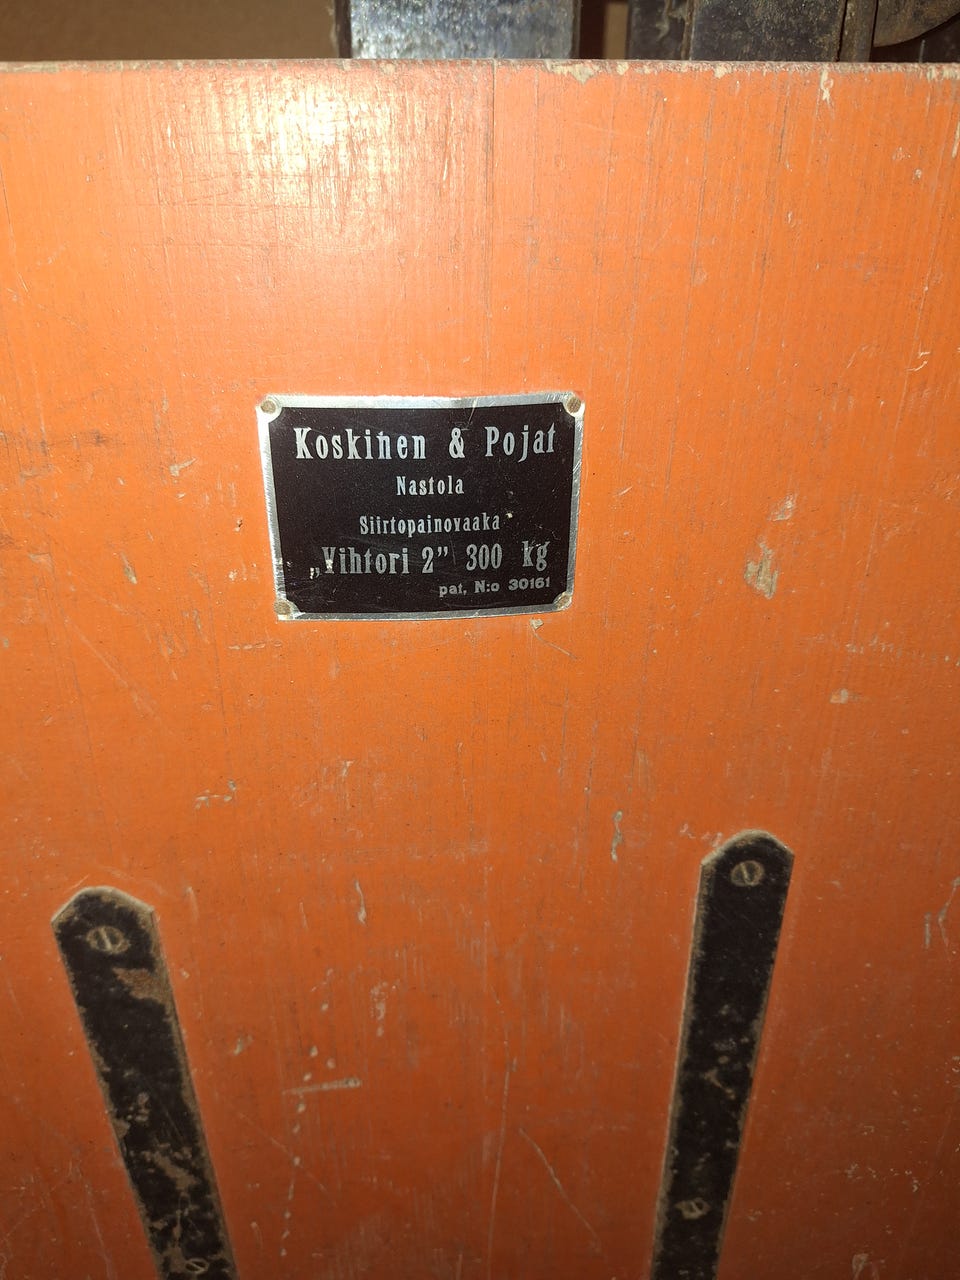 Koskinen & Pojat
Nastola
Siirtopainovaaka
„Vihtori 2” 300 kg
pat. N:o 30161